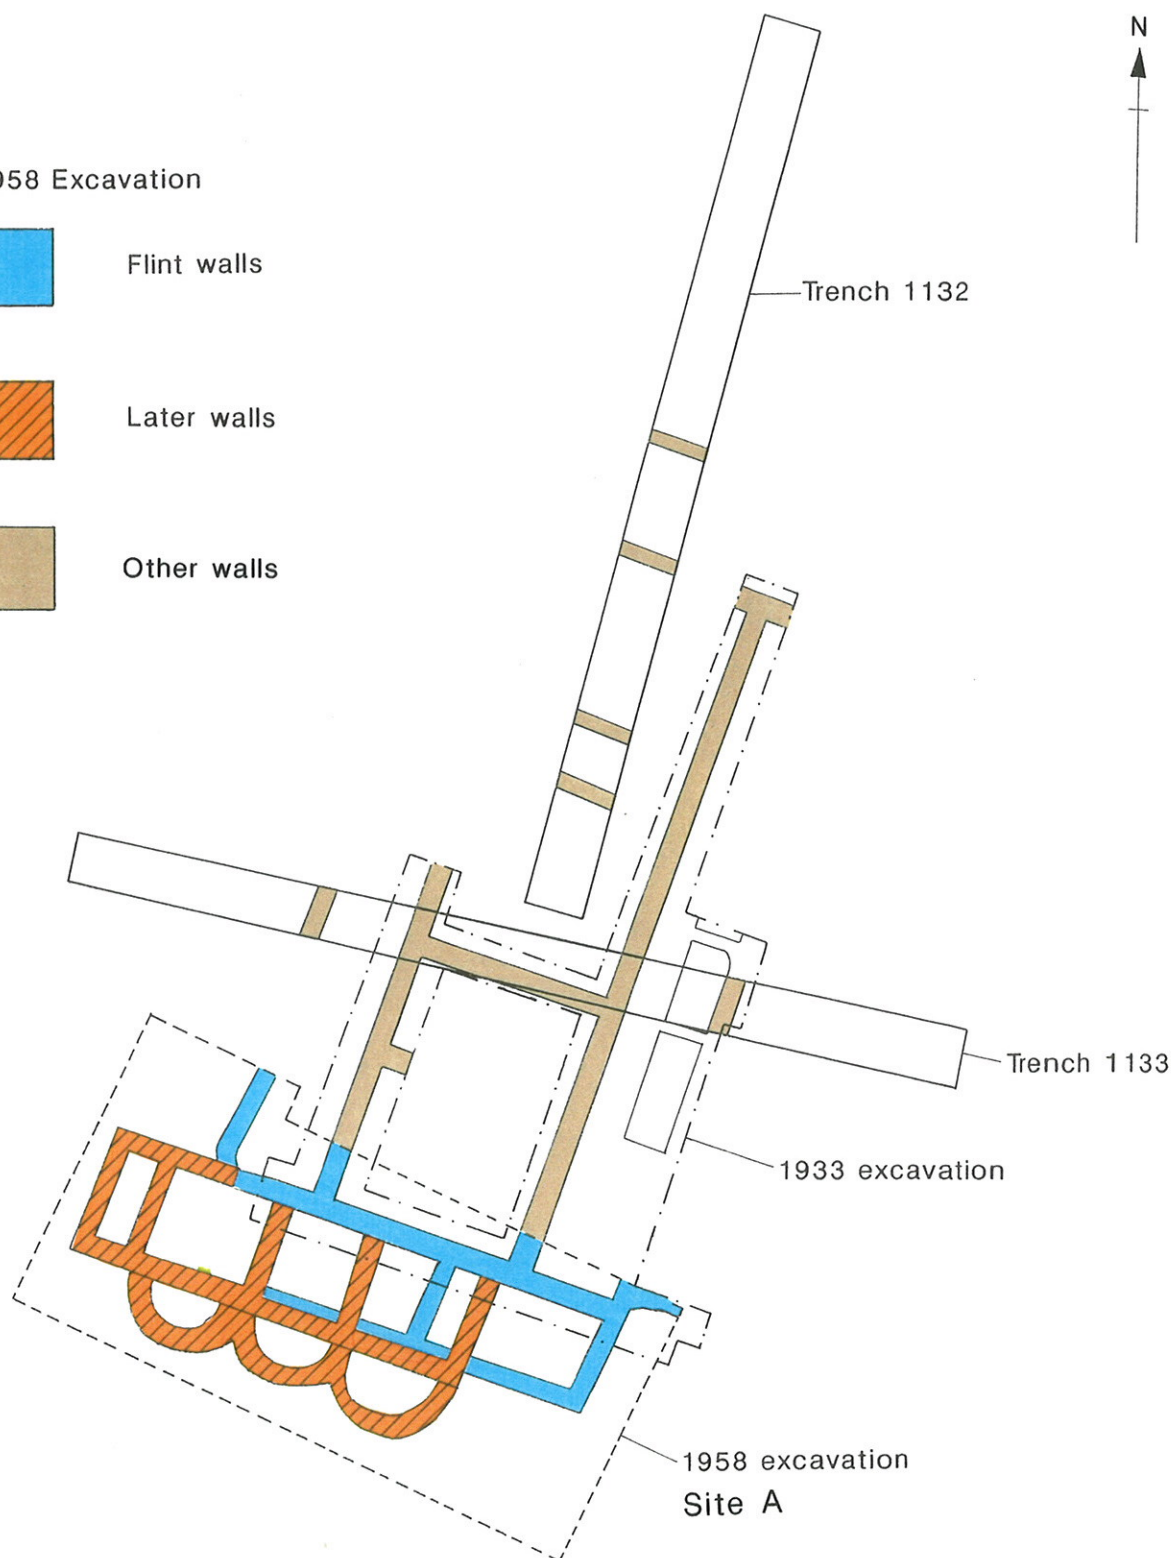 N
958 Excavation
Flint walls
Trench 1132
Later walls
Other walls
Trench 1133
1933 excavation
1958 excavation
Site A